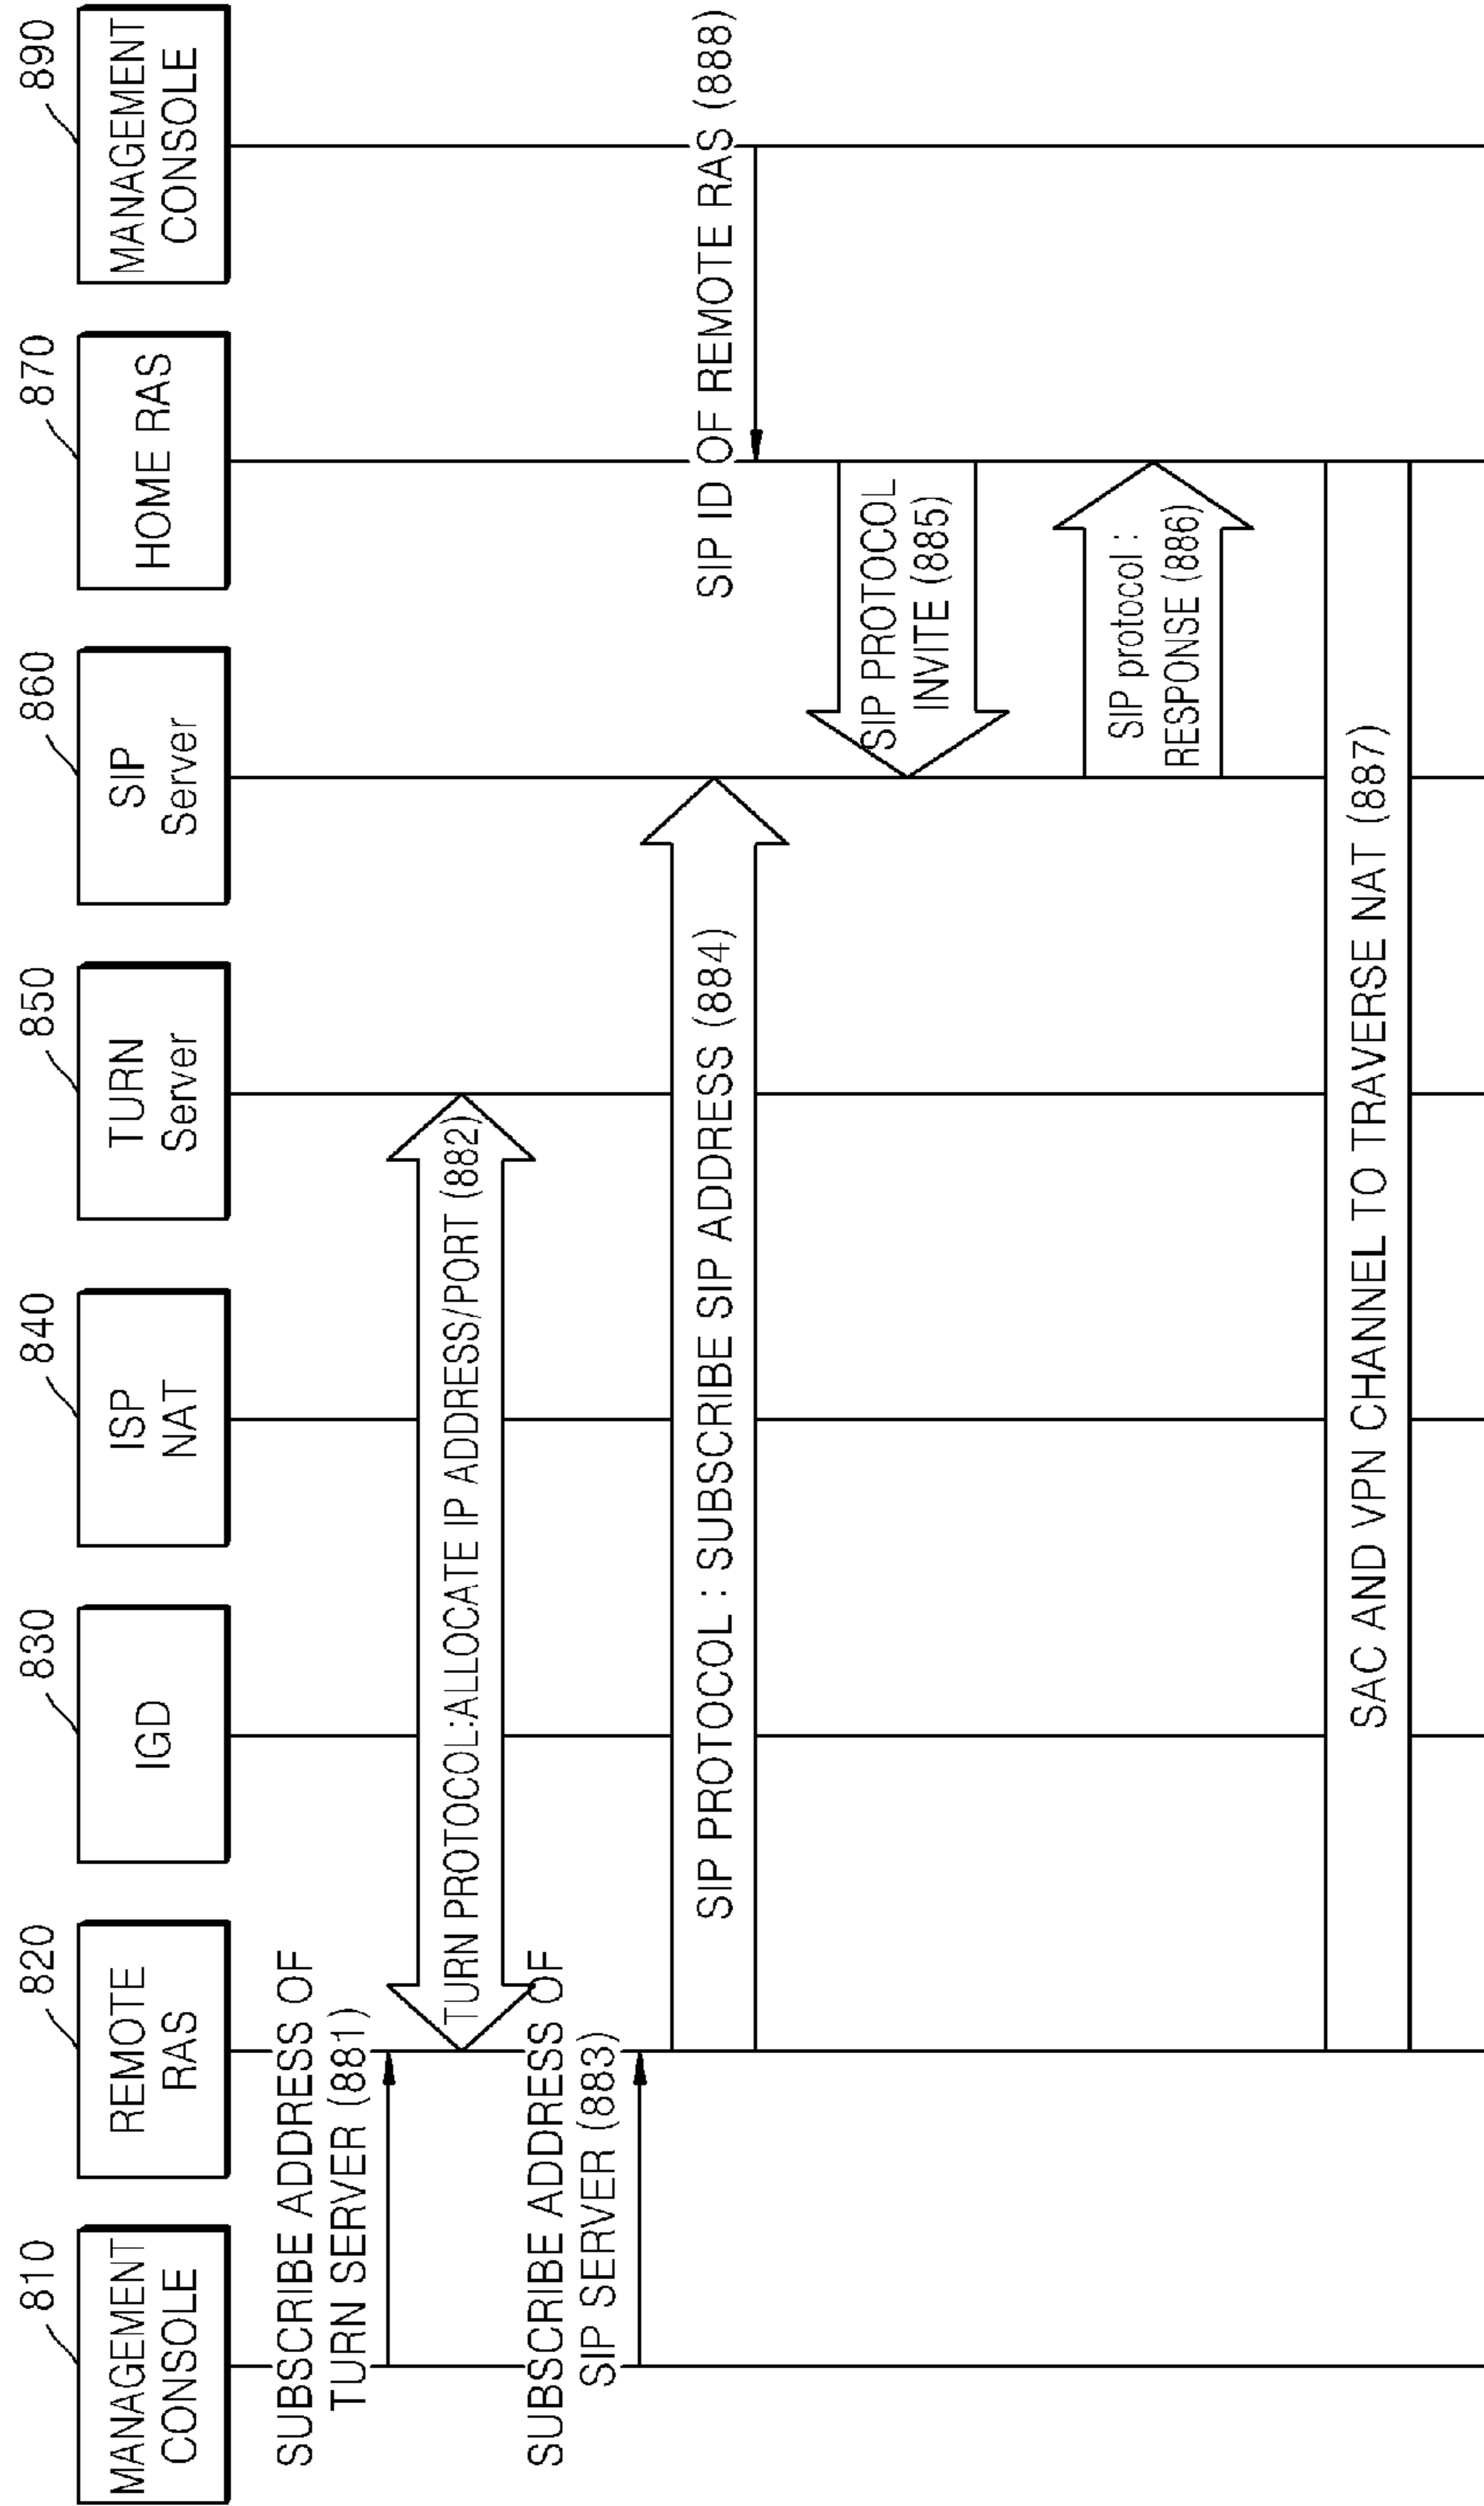 810
820
830
840
850
860
870
890
MANAGEMENT
CONSOLE
REMOTE
RAS
IGD
ISP
NAT
TURN
Server
SIP
Server
HOME RAS
MANAGEMENT
CONSOLE
SUBSCRIBE ADDRESS OF
TURN SERVER (881)
TURN PROTOCOL:ALLOCATE IP ADDRESS/PORT (882)
SUBSCRIBE ADDRESS OF
SIP SERVER (883)
SIP PROTOCOL : SUBSCRIBE SIP ADDRESS (884)
SIP ID OF REMOTE RAS (888)
SIP PROTOCOL
INVITE (885)
SIP protocol :
RESPONSE (886)
SAC AND VPN CHANNEL TO TRAVERSE NAT (887)